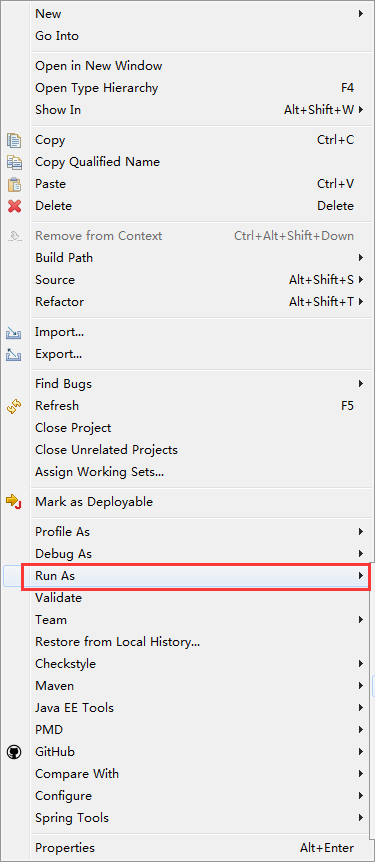 New
Go Into
Open in New Window
Open Type Hierarchy F4
Show In Alt+Shift+W
Copy Ctrl+C
Copy Qualified Name
Paste Ctrl+V
Delete Delete
Remove from Context Ctrl+Alt+Shift+Down
Build Path
Source Alt+Shift+S
Refactor Alt+Shift+T
Import...
Export...
Find Bugs
Refresh F5
Close Project
Close Unrelated Projects
Assign Working Sets...
Mark as Deployable
Profile As
Debug As
Run As
Validate
Team
Restore from Local History...
Checkstyle
Maven
Java EE Tools
PMD
GitHub
Compare With
Configure
Spring Tools
Properties Alt+Enter